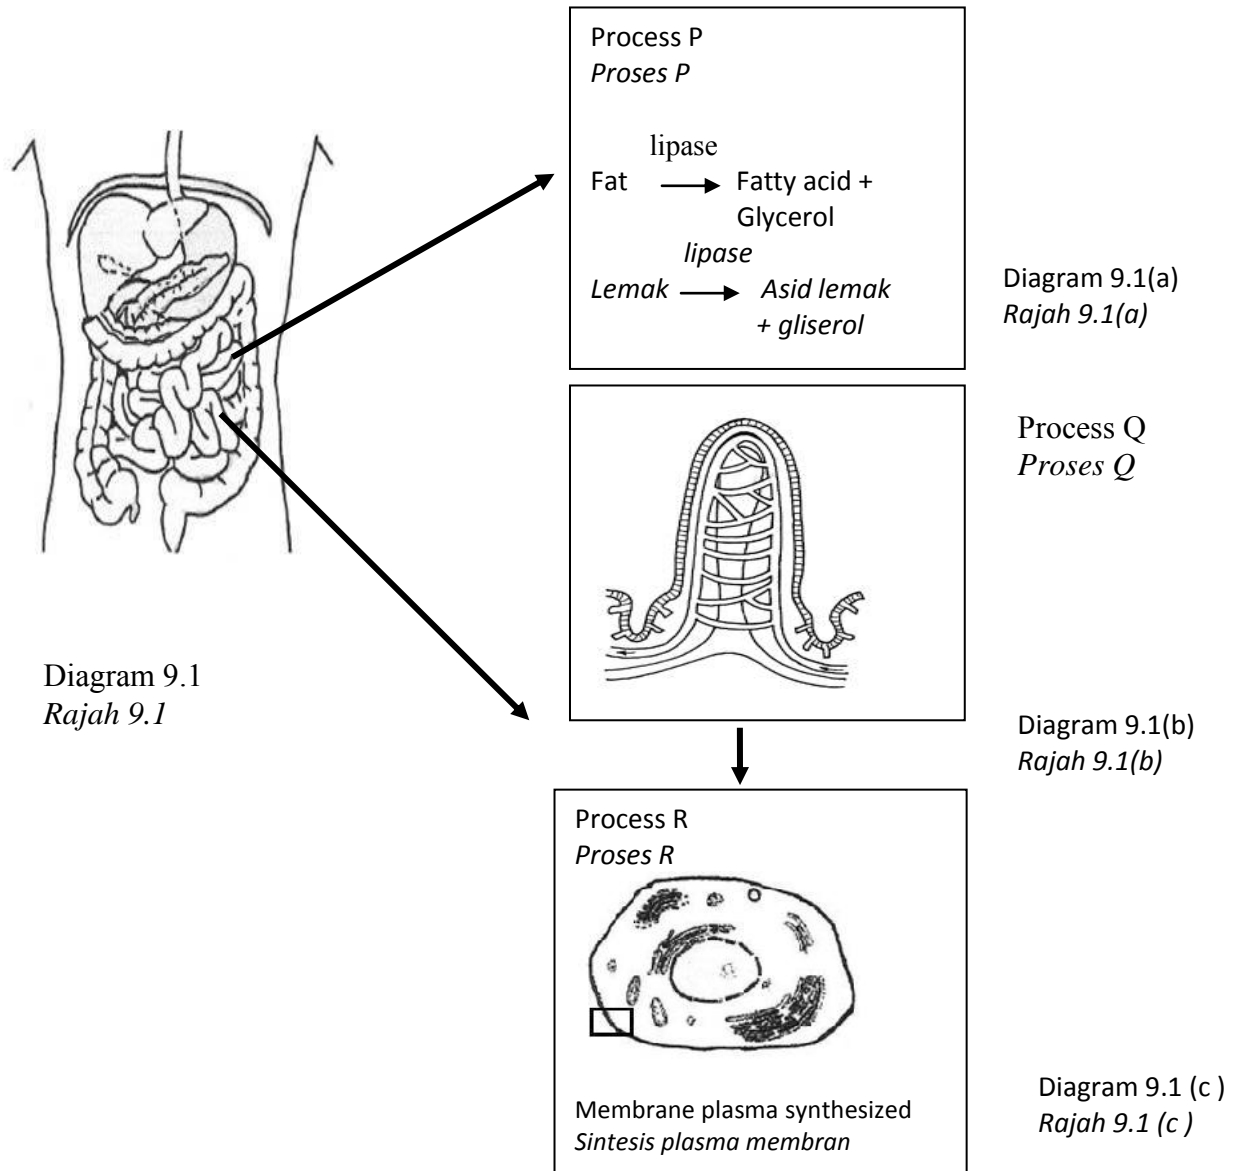 Process P
Proses P
lipase
Fat → Fatty acid +
Glycerol
lipase
Lemak → Asid lemak
+ gliserol
Diagram 9.1(a)
Rajah 9.1(a)
Process Q
Proses Q
Diagram 9.1
Rajah 9.1
Diagram 9.1(b)
Rajah 9.1(b)
Process R
Proses R
Membrane plasma synthesized
Sintesis plasma membran
Diagram 9.1 (c )
Rajah 9.1 (c )